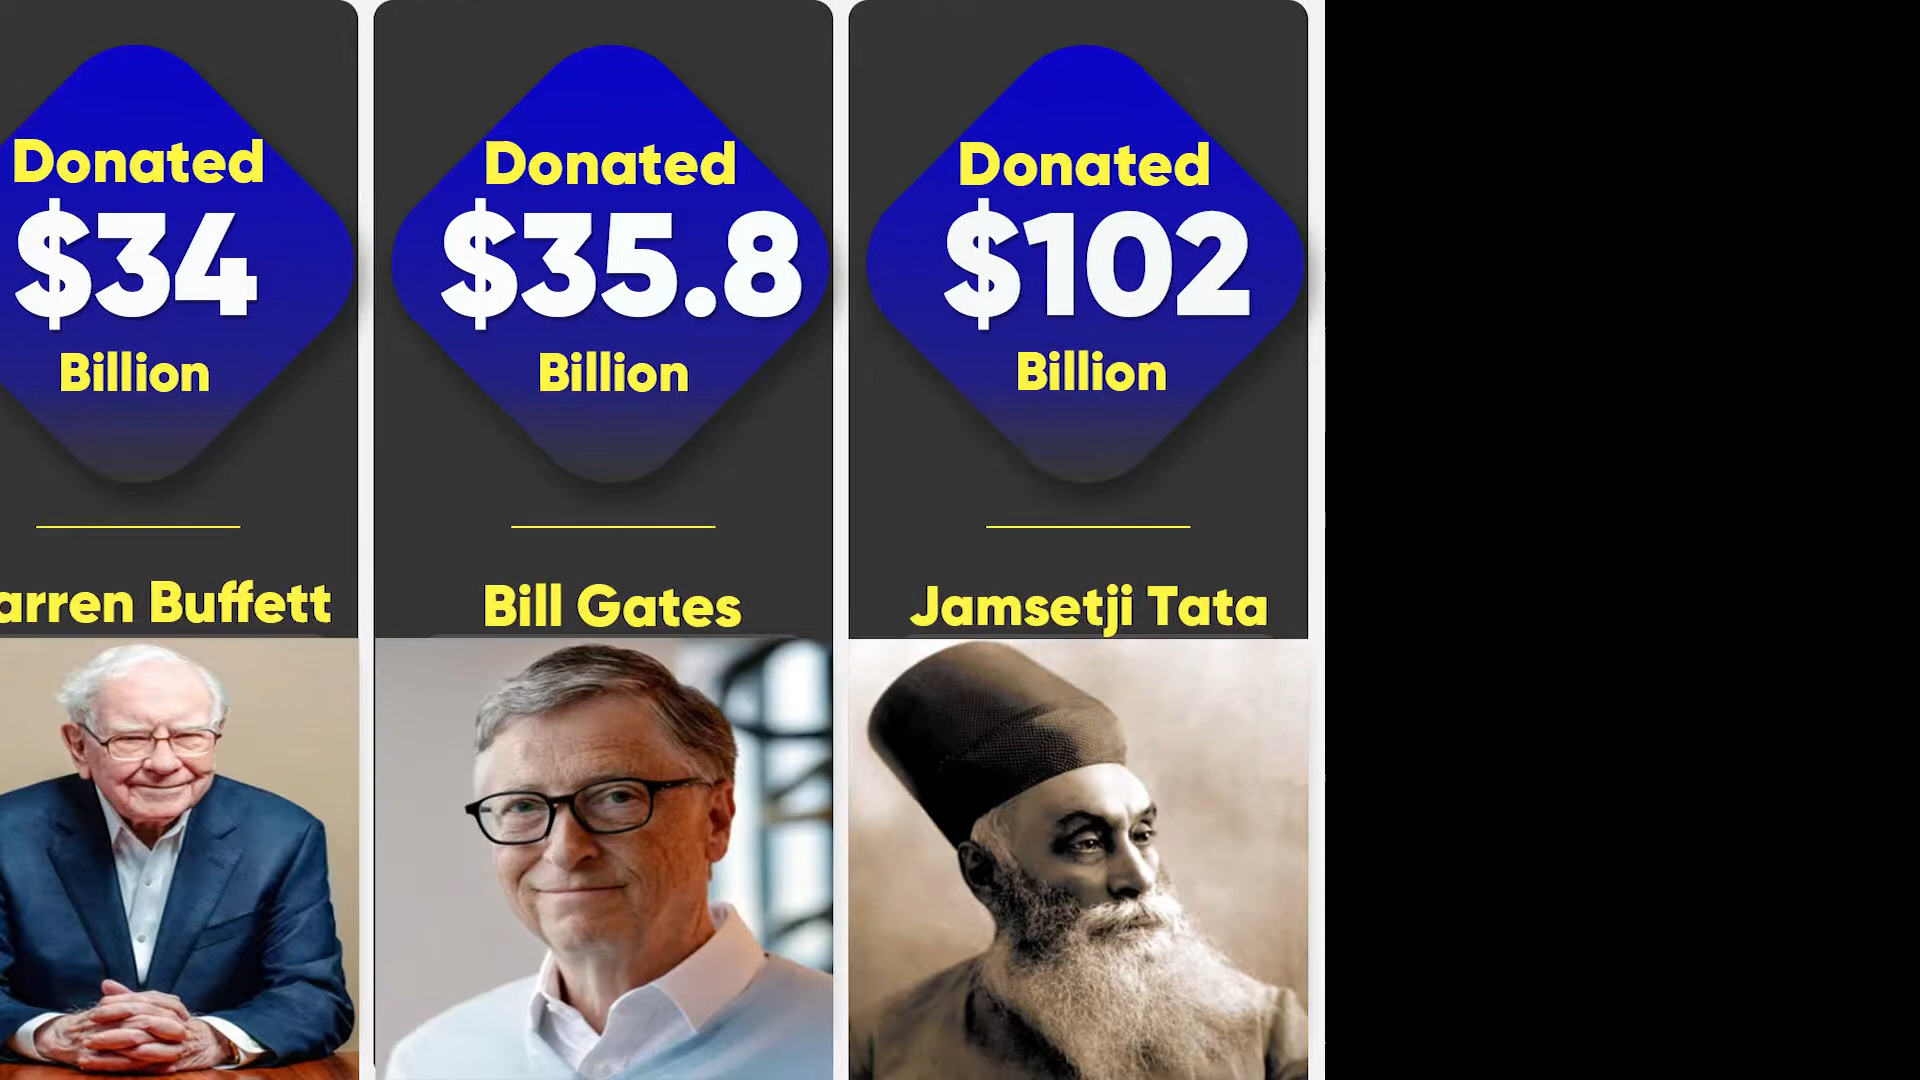 Donated
$34
Billion
arren Buffett
Donated
$35.8
Billion
Bill Gates
Donated
$102
Billion
Jamsetji Tata